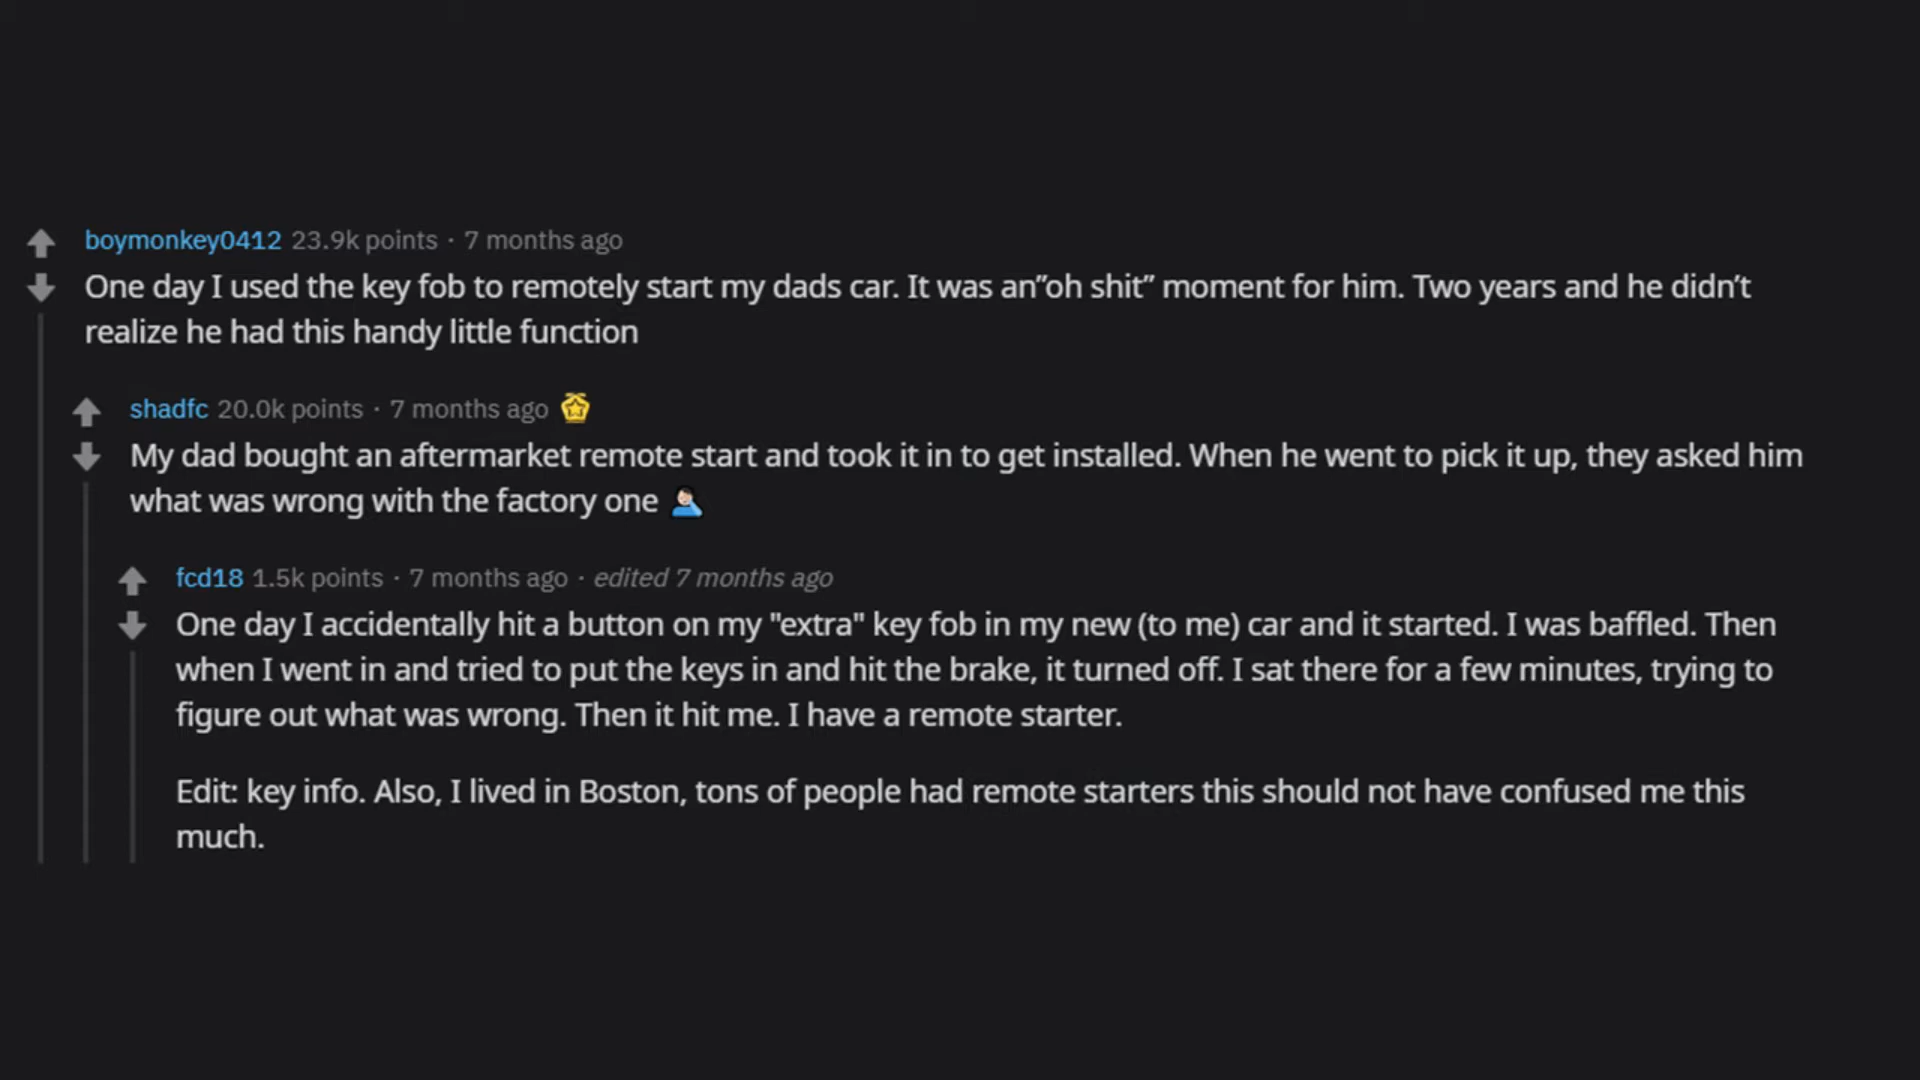 boymonkey0412 23.9k points · 7 months ago
One day I used the key fob to remotely start my dads car. It was an”oh shit” moment for him. Two years and he didn’t
realize he had this handy little function
shadfc 20.0k points · 7 months ago
My dad bought an aftermarket remote start and took it in to get installed. When he went to pick it up, they asked him
what was wrong with the factory one 🤦🏻‍♂️
fcd18 1.5k points · 7 months ago · edited 7 months ago
One day I accidentally hit a button on my "extra" key fob in my new (to me) car and it started. I was baffled. Then
when I went in and tried to put the keys in and hit the brake, it turned off. I sat there for a few minutes, trying to
figure out what was wrong. Then it hit me. I have a remote starter.
Edit: key info. Also, I lived in Boston, tons of people had remote starters this should not have confused me this
much.